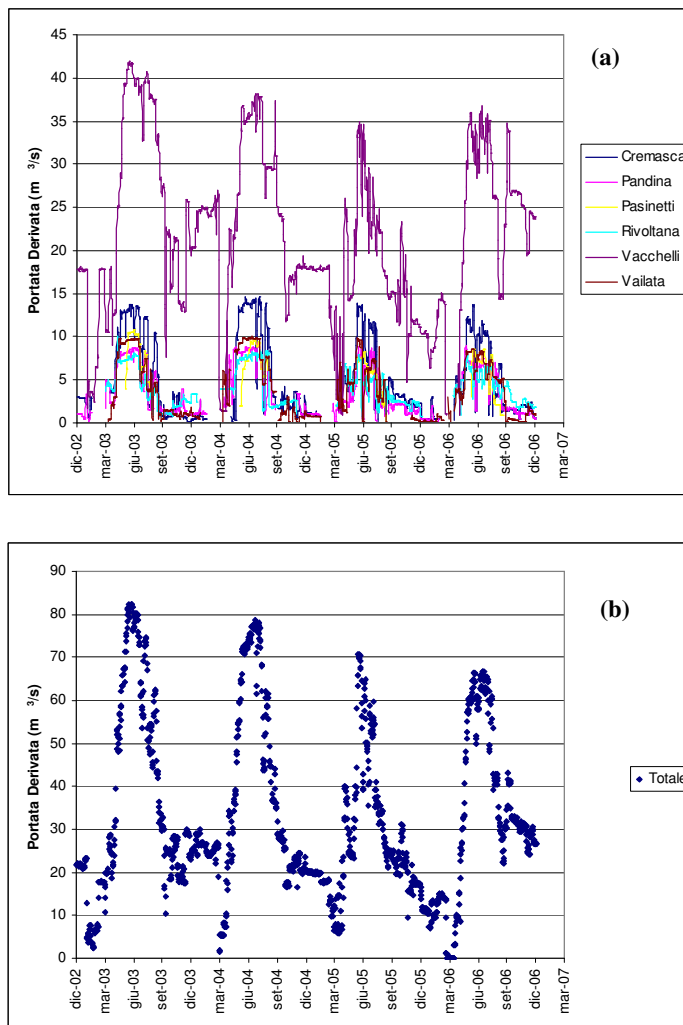 (a)
Portata Derivata (m ³/s)
45
40
35
30
25
20
15
10
5
0
dic-02
mar-03
giu-03
set-03
dic-03
mar-04
giu-04
set-04
dic-04
mar-05
giu-05
set-05
dic-05
mar-06
giu-06
set-06
dic-06
mar-07
Cremasca
Pandina
Pasinetti
Rivoltana
Vacchelli
Vailata
(b)
Portata Derivata (m ³/s)
90
80
70
60
50
40
30
20
10
0
dic-02
mar-03
giu-03
set-03
dic-03
mar-04
giu-04
set-04
dic-04
mar-05
giu-05
set-05
dic-05
mar-06
giu-06
set-06
dic-06
mar-07
Totale